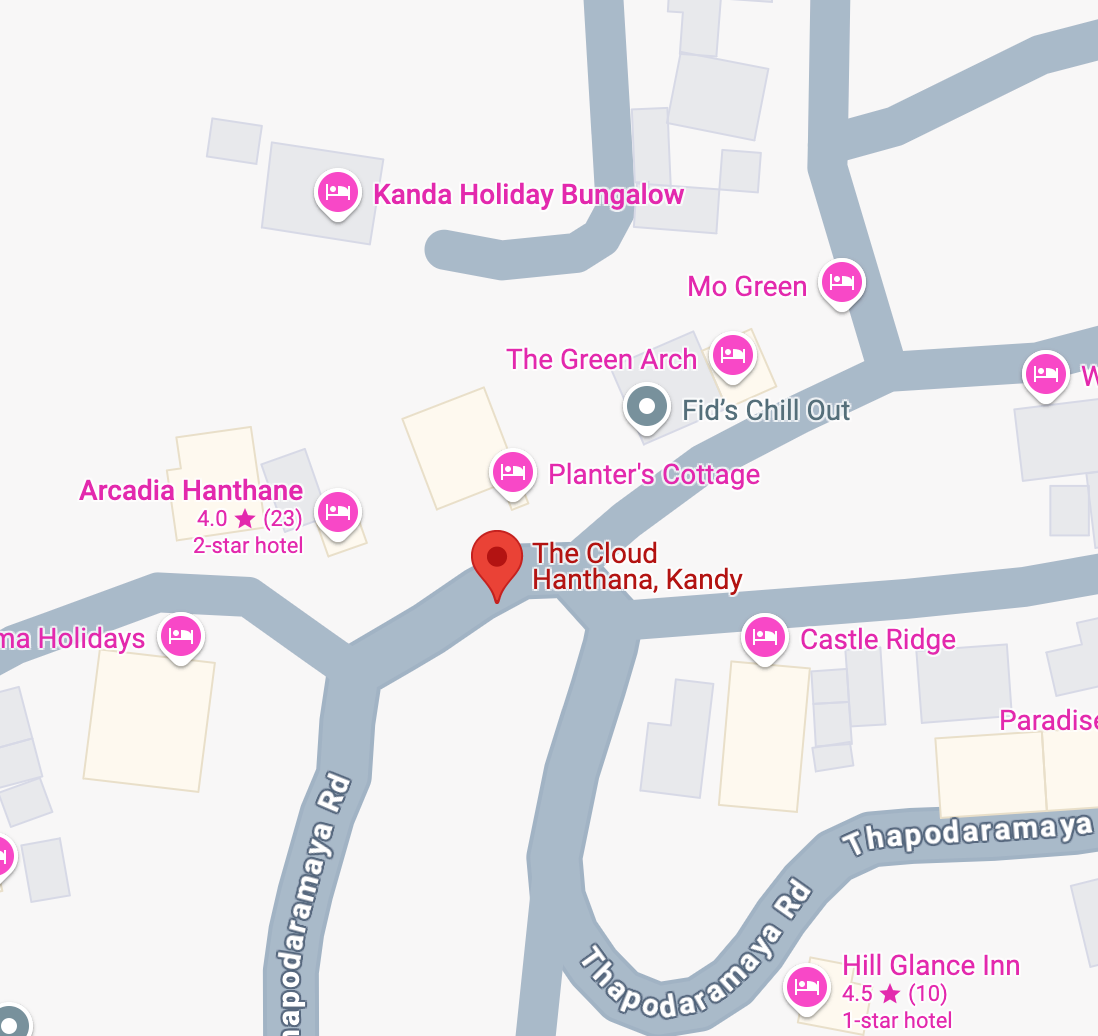 Kanda Holiday Bungalow
Mo Green
The Green Arch
Fid's Chill Out
Planter's Cottage
Arcadia Hanthane
4.0 ★ (23)
2-star hotel
The Cloud
Hanthana, Kandy
ma Holidays
Castle Ridge
Paradise
Thapodaramaya Rd
Thapodaramaya
hapodaramaya Rd
Hill Glance Inn
4.5 ★ (10)
1-star hotel